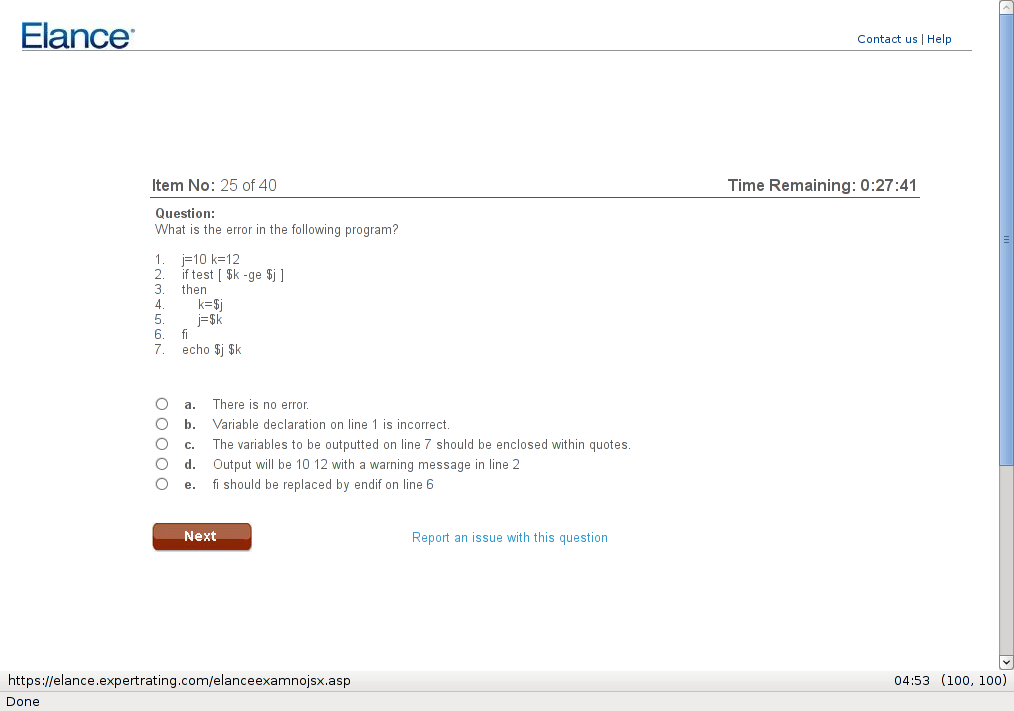 Elance
Contact us | Help
Item No: 25 of 40
Time Remaining: 0:27:41
Question:
What is the error in the following program?
1. j=10 k=12
2. if test [ $k -ge $j ]
3. then
4. k=$j
5. j=$k
6. fi
7. echo $j $k
a. There is no error.
b. Variable declaration on line 1 is incorrect.
c. The variables to be outputted on line 7 should be enclosed within quotes.
d. Output will be 10 12 with a warning message in line 2
e. fi should be replaced by endif on line 6
Next
Report an issue with this question
https://elance.expertrating.com/elanceexamnojsx.asp
04:53 (100, 100)
Done